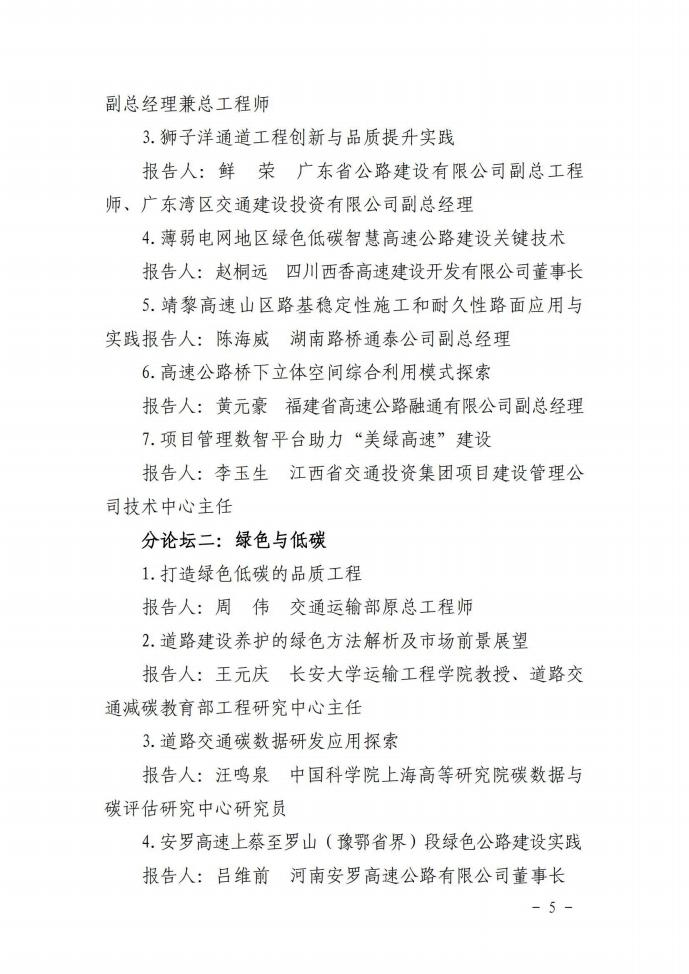 副总经理兼总工程师
3.狮子洋通道工程创新与品质提升实践
报告人：鲜　荣　广东省公路建设有限公司副总工程
师、广东湾区交通建设投资有限公司副总经理
4.薄弱电网地区绿色低碳智慧高速公路建设关键技术
报告人：赵桐远　四川西香高速建设开发有限公司董事长
5.靖黎高速山区路基稳定性施工和耐久性路面应用与
实践报告人：陈海威　湖南路桥通泰公司副总经理
6.高速公路桥下立体空间综合利用模式探索
报告人：黄元豪　福建省高速公路融通有限公司副总经理
7.项目管理数智平台助力“美绿高速”建设
报告人：李玉生　江西省交通投资集团项目建设管理公
司技术中心主任
分论坛二：绿色与低碳
1.打造绿色低碳的品质工程
报告人：周　伟　交通运输部原总工程师
2.道路建设养护的绿色方法解析及市场前景展望
报告人：王元庆　长安大学运输工程学院教授、道路交
通减碳教育部工程研究中心主任
3.道路交通碳数据研发应用探索
报告人：汪鸣泉　中国科学院上海高等研究院碳数据与
碳评估研究中心研究员
4.安罗高速上蔡至罗山（豫鄂省界）段绿色公路建设实践
报告人：吕维前　河南安罗高速公路有限公司董事长
－ 5 －